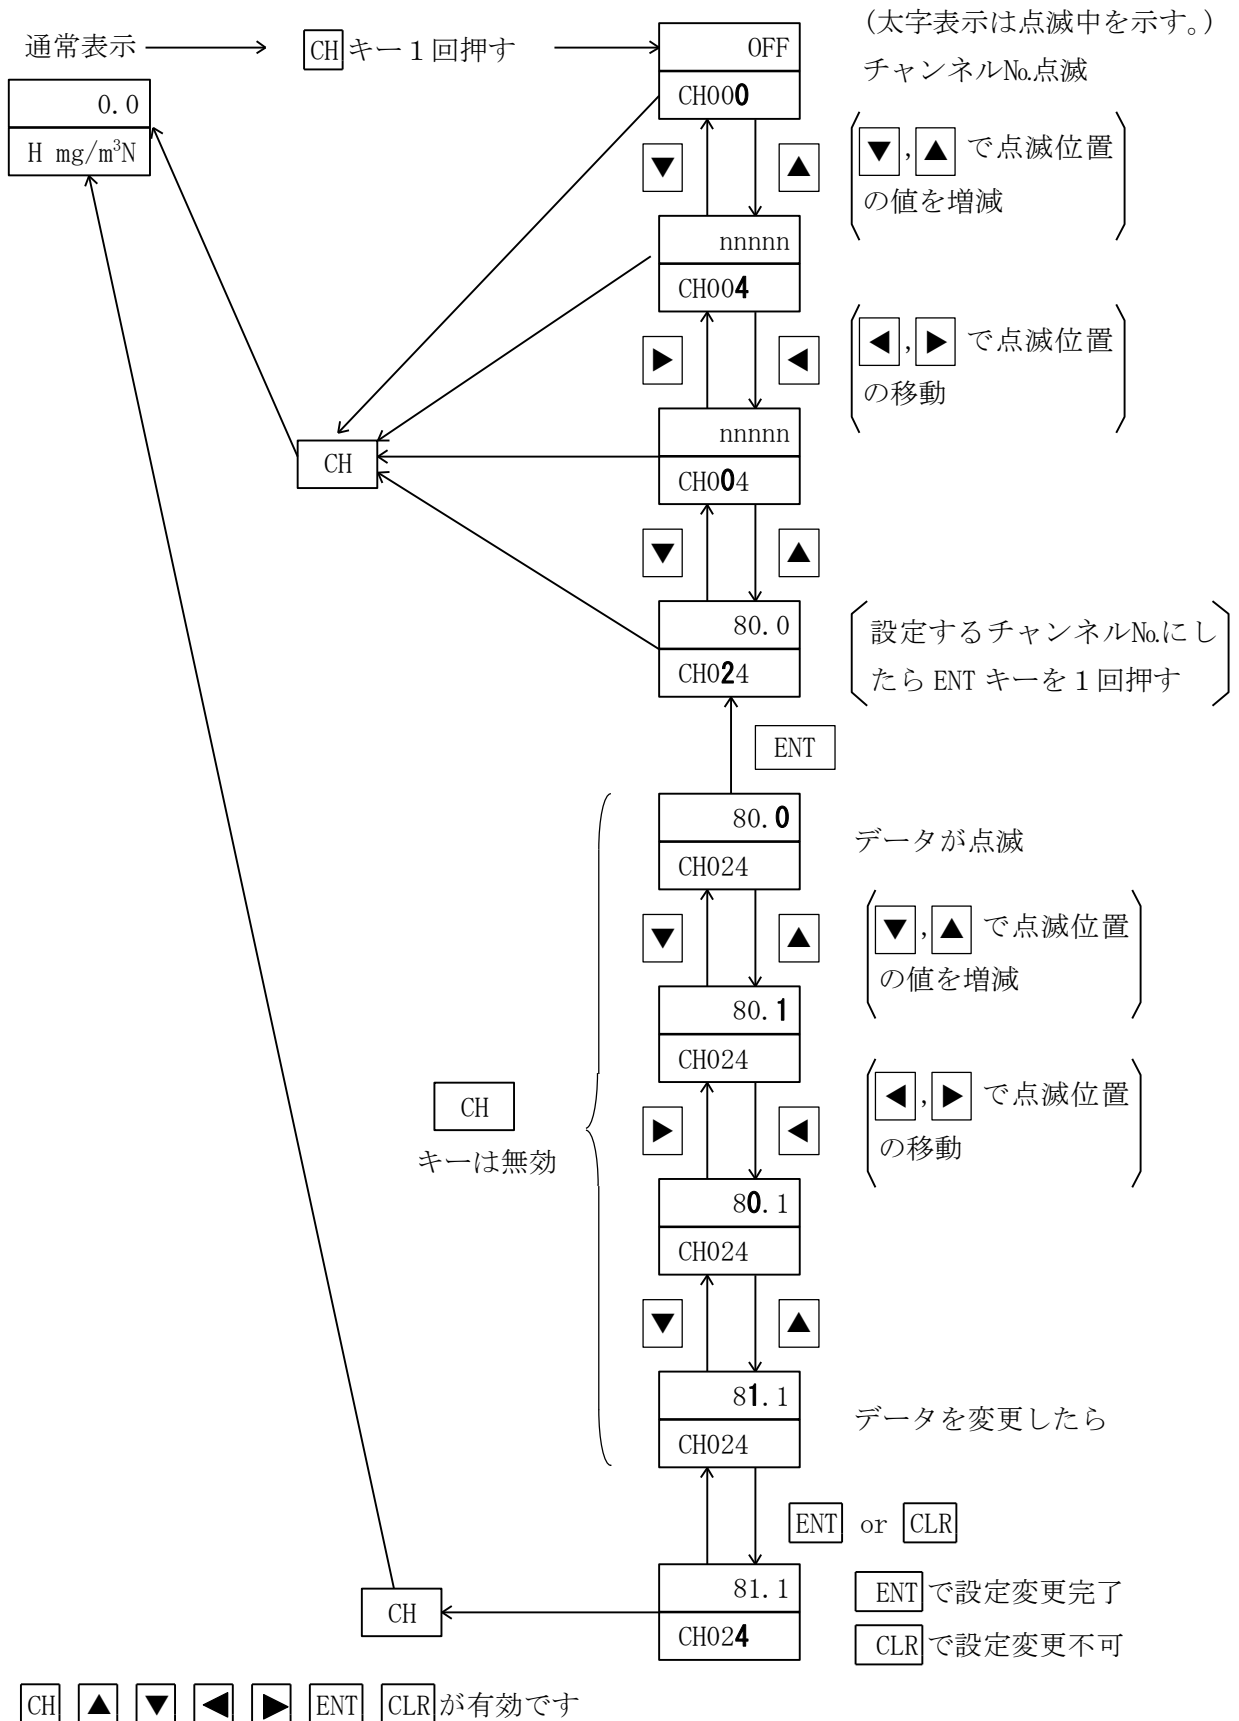 (太字表示は点滅中を示す。)
通常表示 CHキー１回押す OFF
CH000
チャンネル№点滅
0.0
H mg/m³N
▼ ▲
▼,▲ で点滅位置
の値を増減
nnnnn
CH004
▶ ◀
◀,▶ で点滅位置
の移動
nnnnn
CH004
CH
▼ ▲
80.0
CH024
設定するチャンネル№にし
たら ENT キーを１回押す
ENT
80.0
CH024
データが点滅
▼ ▲
▼,▲ で点滅位置
の値を増減
80.1
CH024
CH
キーは無効
▶ ◀
◀,▶ で点滅位置
の移動
80.1
CH024
▼ ▲
81.1
CH024
データを変更したら
ENT or CLR
81.1
CH024
CH
ENTで設定変更完了
CLRで設定変更不可
CH ▲ ▼ ◀ ▶ ENT CLRが有効です